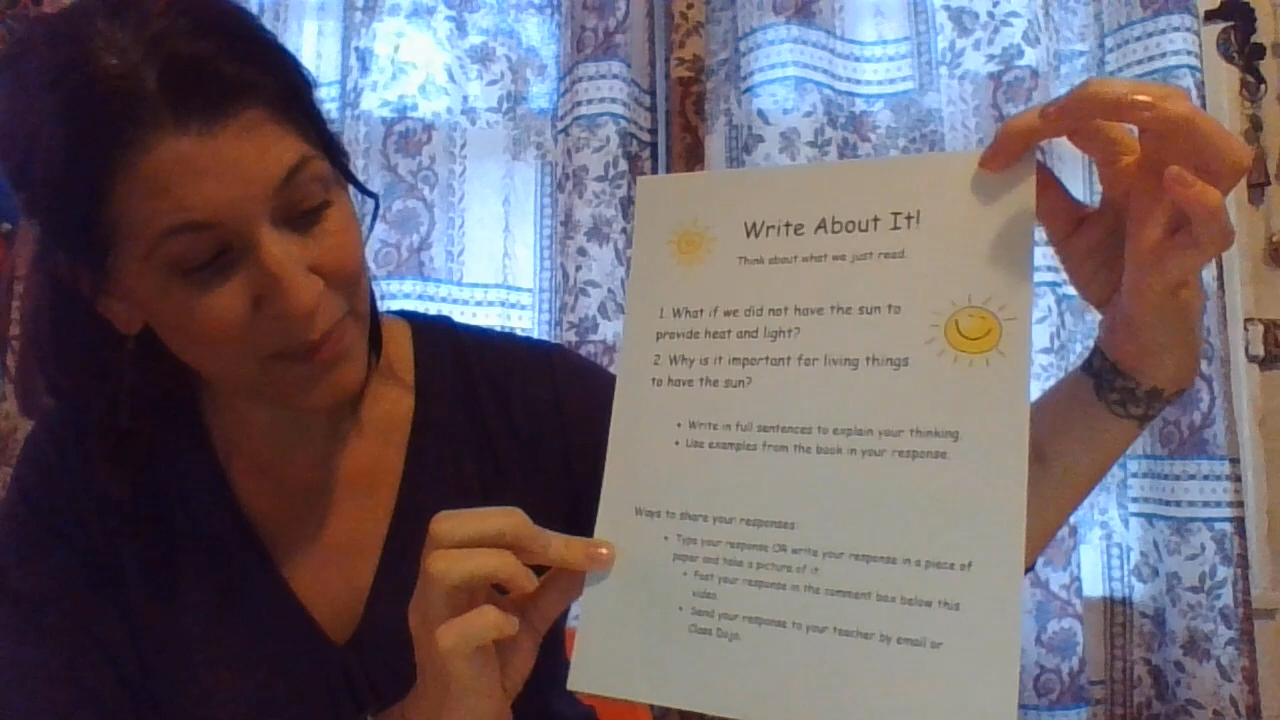 Write About It!
Think about what we just read.
1. What if we did not have the sun to
provide heat and light?
2. Why is it important for living things
to have the sun?
• Write in full sentences to explain your thinking.
• Use examples from the book in your response.
Ways to share your responses:
• Type your response OR write your response in a piece of
paper and take a picture of it.
• Post your response in the comment box below this
video.
• Send your response to your teacher by email or
Class Dojo.